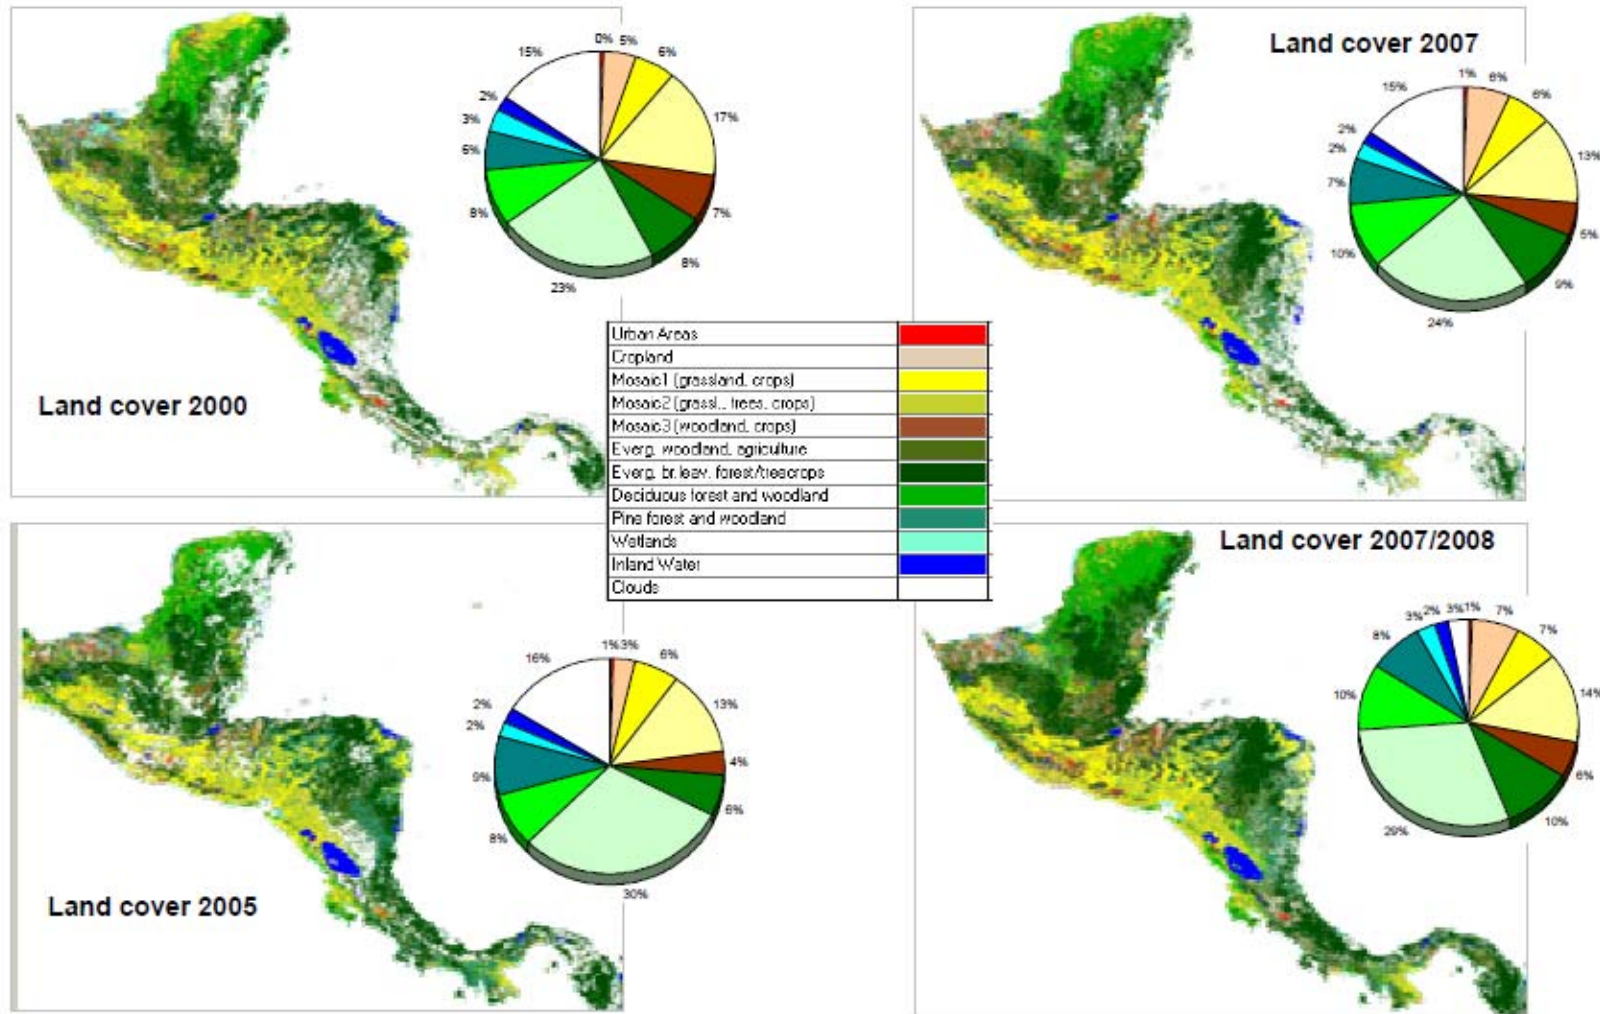 Land cover 2000
0% 5% 6%
17%
7%
8%
23%
8%
6%
3%
2%
15%
Land cover 2007
1% 6% 6%
13%
5%
9%
24%
10%
7%
2%
2%
15%
Urban Areas
Cropland
Mosaic1 (grassland, crops)
Mosaic2 (grassl., trees, crops)
Mosaic3 (woodland, crops)
Everg. woodland, agriculture
Everg. br.leav. forest/treecrops
Deciduous forest and woodland
Pine forest and woodland
Wetlands
Inland Water
Clouds
Land cover 2005
1% 3% 6%
13%
4%
6%
30%
8%
9%
2%
2%
16%
Land cover 2007/2008
3% 2% 3% 1% 7%
7%
14%
6%
10%
29%
10%
8%